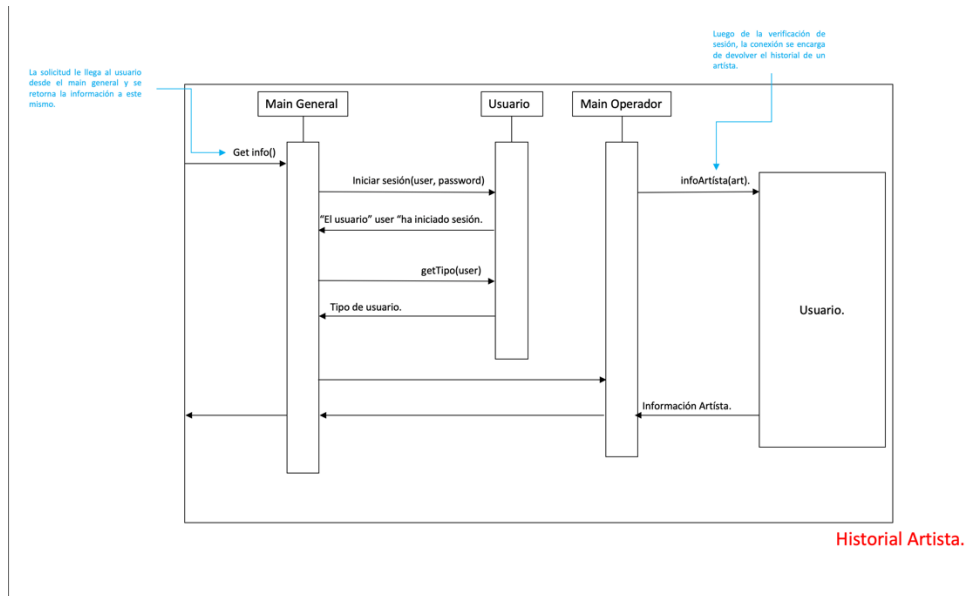 Luego de la verificación de
sesión, la conexión se encarga
de devolver el historial de un
artísta.
La solicitud le llega al usuario
desde el main general y se
retorna la información a este
mismo.
Main General
Usuario
Main Operador
Get info()
Iniciar sesión(user, password)
infoArtísta(art).
“El usuario” user “ha iniciado sesión.
getTipo(user)
Tipo de usuario.
Usuario.
Información Artísta.
Historial Artista.